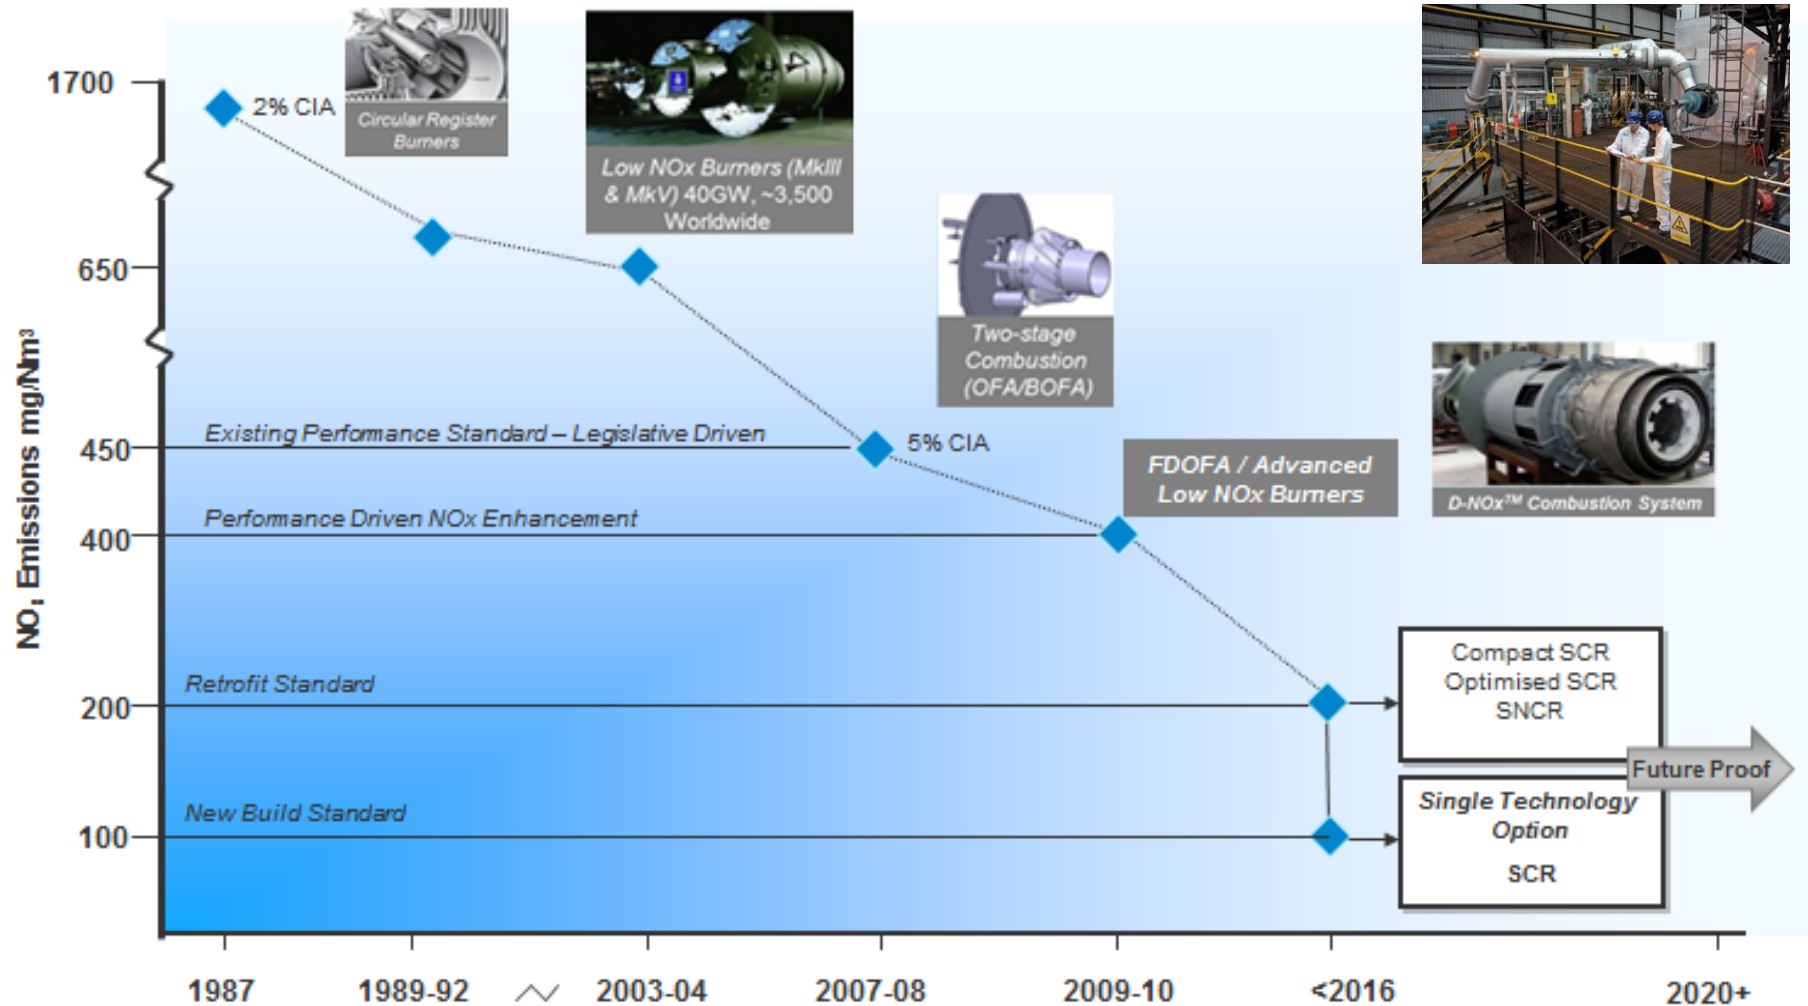 1700
2% CIA
Circular Register
Burners
Low NOx Burners (MkIII
& MkV) 40GW, ~3,500
Worldwide
650
Two-stage
Combustion
(OFA/BOFA)
NOx Emissions mg/Nm³
Existing Performance Standard – Legislative Driven
450
5% CIA
FDOFA / Advanced
Low NOx Burners
D-NOx™ Combustion System
Performance Driven NOx Enhancement
400
Compact SCR
Optimised SCR
SNCR
Retrofit Standard
200
Future Proof
New Build Standard
100
Single Technology
Option
SCR
1987
1989-92
2003-04
2007-08
2009-10
<2016
2020+